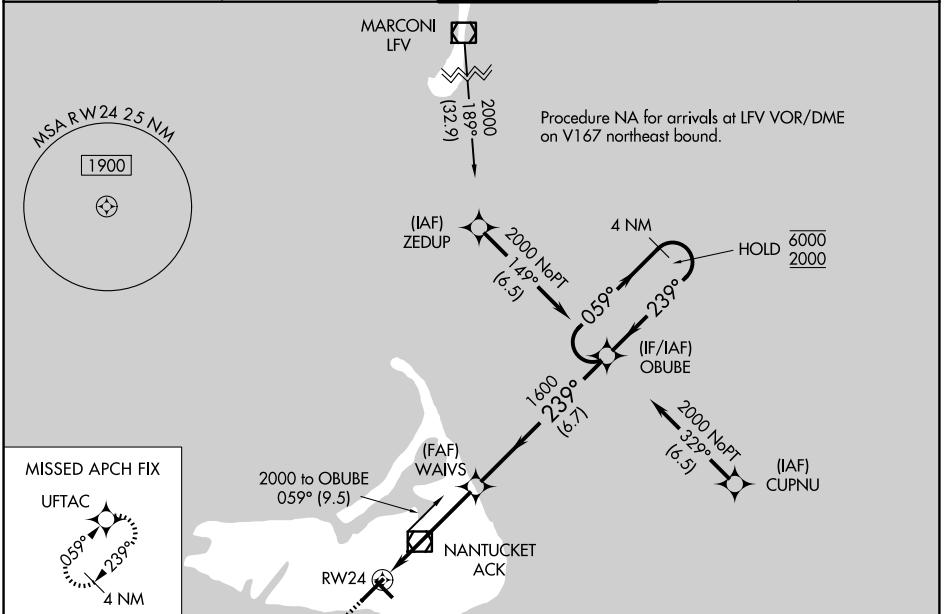 MARCONI
LFV
2000
189°
(32.9)
Procedure NA for arrivals at LFV VOR/DME
on V167 northeast bound.
MSA RW24 25 NM
1900
(IAF)
ZEDUP
2000 NoPT
149°
(6.5)
4 NM
HOLD
6000
2000
059°
239°
(IF/IAF)
OBUBE
1600
239°
(6.7)
2000 NoPT
329°
(6.5)
(IAF)
CUPNU
(FAF)
WAIVS
2000 to OBUBE
059° (9.5)
NANTUCKET
ACK
RW24
MISSED APCH FIX
UFTAC
059°
239°
4 NM